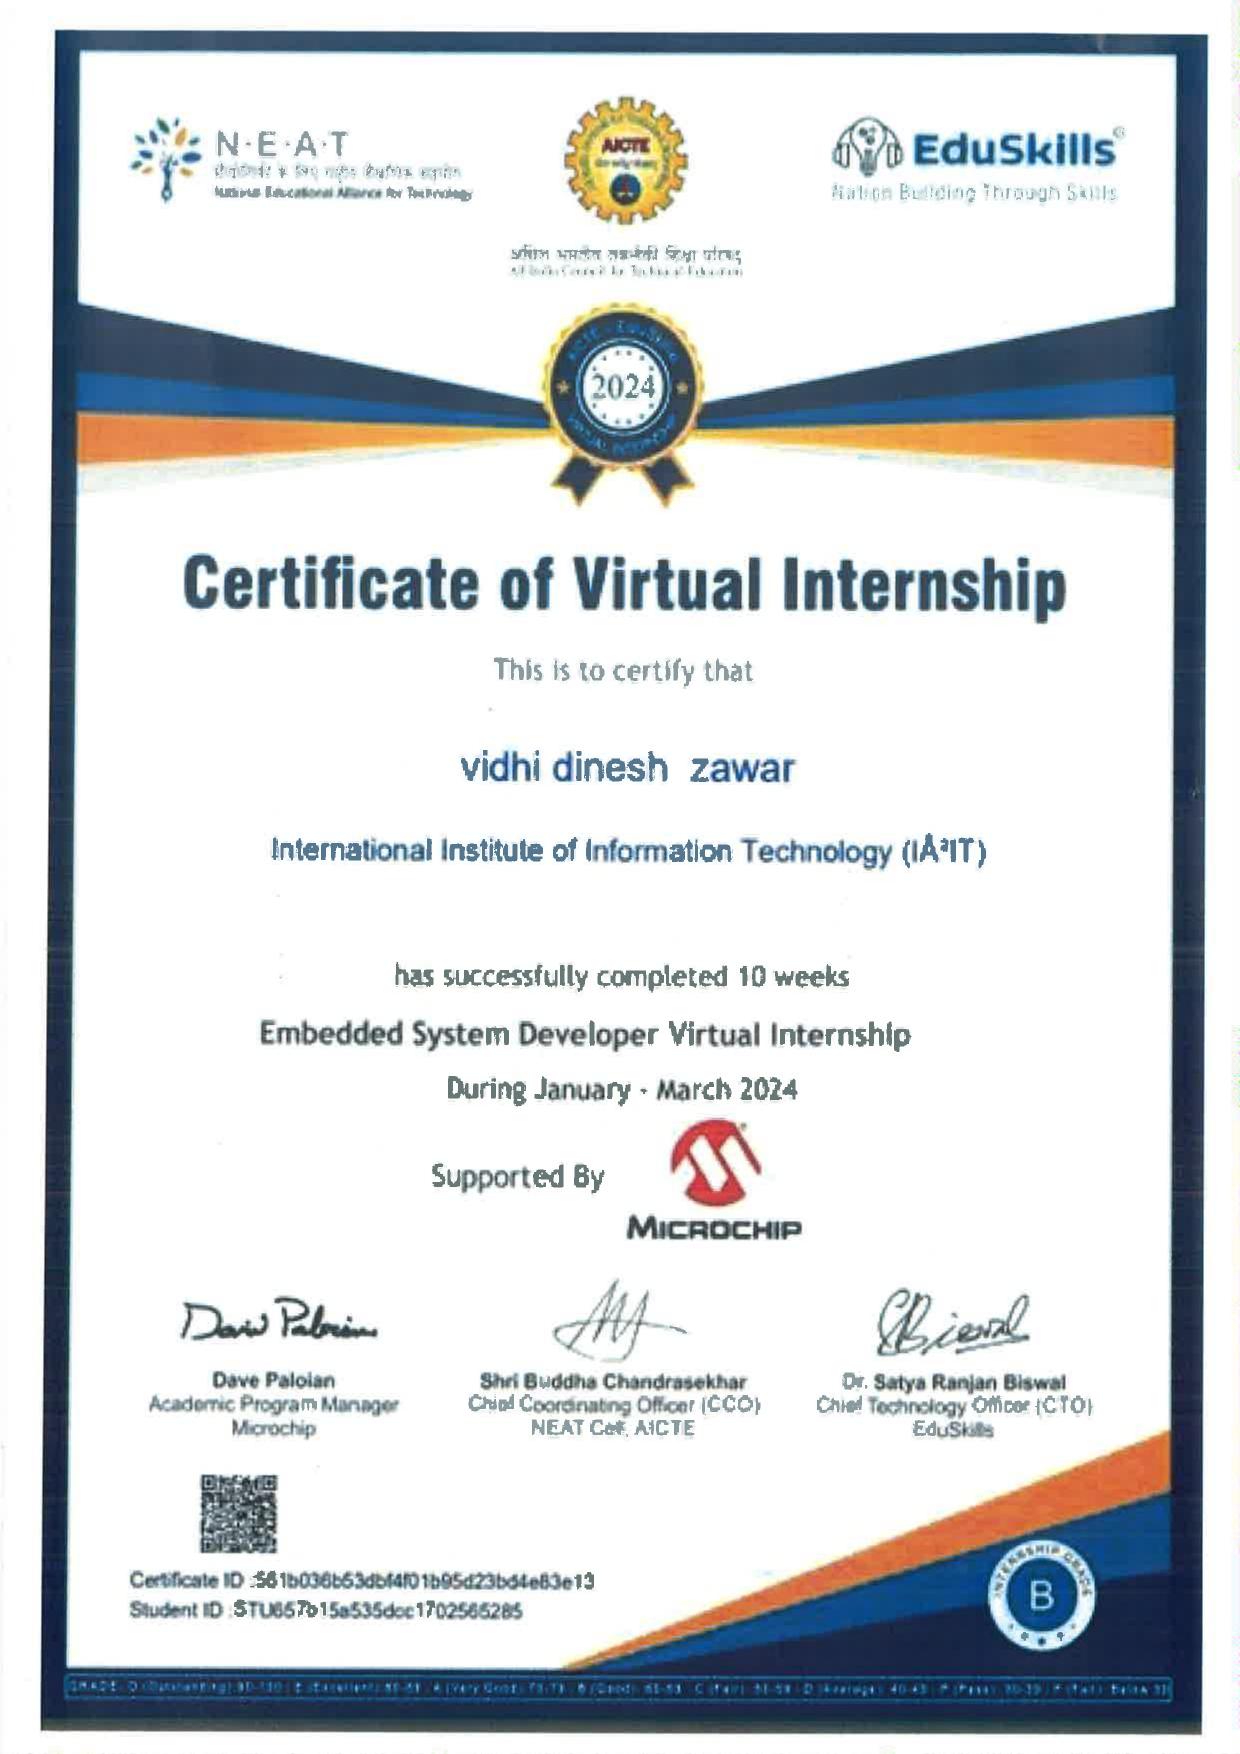 N·E·A·T
National Educational Alliance for Technology
AICTE
EduSkills®
Nation Building Through Skills
अखिल भारतीय तकनीकी शिक्षा परिषद्
All India Council for Technical Education
2024
Certificate of Virtual Internship
This is to certify that
vidhi dinesh zawar
International Institute of Information Technology (IÂ²IT)
has successfully completed 10 weeks
Embedded System Developer Virtual Internship
During January - March 2024
Supported By
MICROCHIP
Dave Paloian
Academic Program Manager
Microchip
Shri Buddha Chandrasekhar
Chief Coordinating Officer (CCO)
NEAT Cell, AICTE
Dr. Satya Ranjan Biswal
Chief Technology Officer (CTO)
EduSkills
Certificate ID :561b036b53dbf4f01b95d23bd4e83e13
Student ID :STU657b15a535dcc1702565285
INTERNSHIP GRADE
B